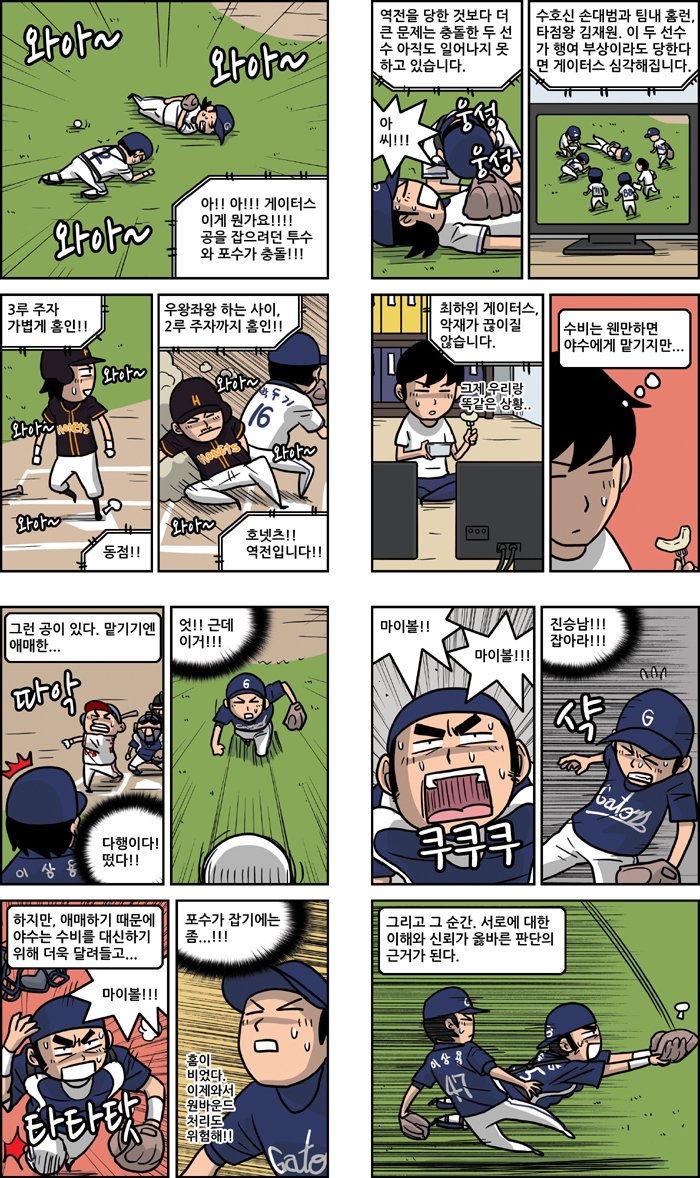 와아~
와아~
와아~
아!! 아!!! 게이터스
이게 뭔가요!!!!
공을 잡으려던 투수
와 포수가 충돌!!!
G
3루 주자
가볍게 홈인!!
와아~
와아~
와아~
HORNETS
동점!!
우왕좌왕 하는 사이,
2루 주자까지 홈인!!
와아~
와아~
와아~
H
HORNETS
16
호넷츠!!
역전입니다!!
역전을 당한 것보다 더
큰 문제는 충돌한 두 선
수 아직도 일어나지 못
하고 있습니다.
아
씨!!!
웅성
웅성
수호신 손대범과 팀내 홈런,
타점왕 김재원. 이 두 선수
가 행여 부상이라도 당한다
면 게이터스 심각해집니다.
최하위 게이터스,
악재가 끊이질
않습니다.
그제 우리랑
똑같은 상황..
수비는 웬만하면
야수에게 맡기지만...
그런 공이 있다. 맡기기엔
애매한...
따악
이상용
다행이다!
떴다!!
엇!! 근데
이거!!!
G
하지만, 애매하기 때문에
야수는 수비를 대신하기
위해 더욱 달려들고...
마이볼!!!
타타탓
포수가 잡기에는
좀...!!!
홈이
비었다.
이제와서
원바운드
처리도
위험해!!
Gato
마이볼!!
마이볼!!!
쿠쿠쿠
진승남!!!
잡아라!!!
샥
G
Gators
그리고 그 순간. 서로에 대한
이해와 신뢰가 옳바른 판단의
근거가 된다.
이상용
47